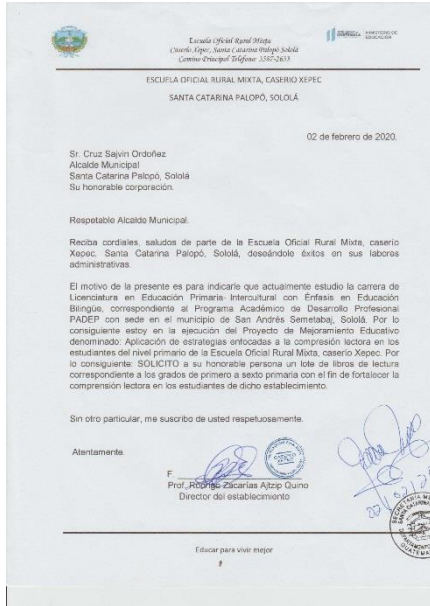 Escuela Oficial Rural Mixta
Caserío Xepec, Santa Catarina Palopó Sololá
Camino Principal Telefono: 3587-2633
MINISTERIO DE
EDUCACIÓN
ESCUELA OFICIAL RURAL MIXTA, CASERIO XEPEC
SANTA CATARINA PALOPÓ, SOLOLÁ
02 de febrero de 2020.
Sr. Cruz Sajvin Ordoñez
Alcalde Municipal
Santa Catarina Palopó, Sololá
Su honorable corporación.
Respetable Alcalde Municipal.
Reciba cordiales, saludos de parte de la Escuela Oficial Rural Mixta, caserío
Xepec, Santa Catarina Palopó, Sololá, deseándole éxitos en sus labores
administrativas.
El motivo de la presente es para indicarle que actualmente estudio la carrera de
Licenciatura en Educación Primaria Intercultural con Énfasis en Educación
Bilingüe, correspondiente al Programa Académico de Desarrollo Profesional
PADEP con sede en el municipio de San Andrés Semetabaj, Sololá. Por lo
consiguiente estoy en la ejecución del Proyecto de Mejoramiento Educativo
denominado: Aplicación de estrategias enfocadas a la compresión lectora en los
estudiantes del nivel primario de la Escuela Oficial Rural Mixta, caserío Xepec. Por
lo consiguiente: SOLICITO a su honorable persona un lote de libros de lectura
correspondiente a los grados de primero a sexto primaria con el fin de fortalecer la
comprensión lectora en los estudiantes de dicho establecimiento.
Sin otro particular, me suscribo de usted respetuosamente.
Atentamente.
F
Prof. Rodrigo Zacarías Ajtzip Quino
Director del establecimiento
Educar para vivir mejor